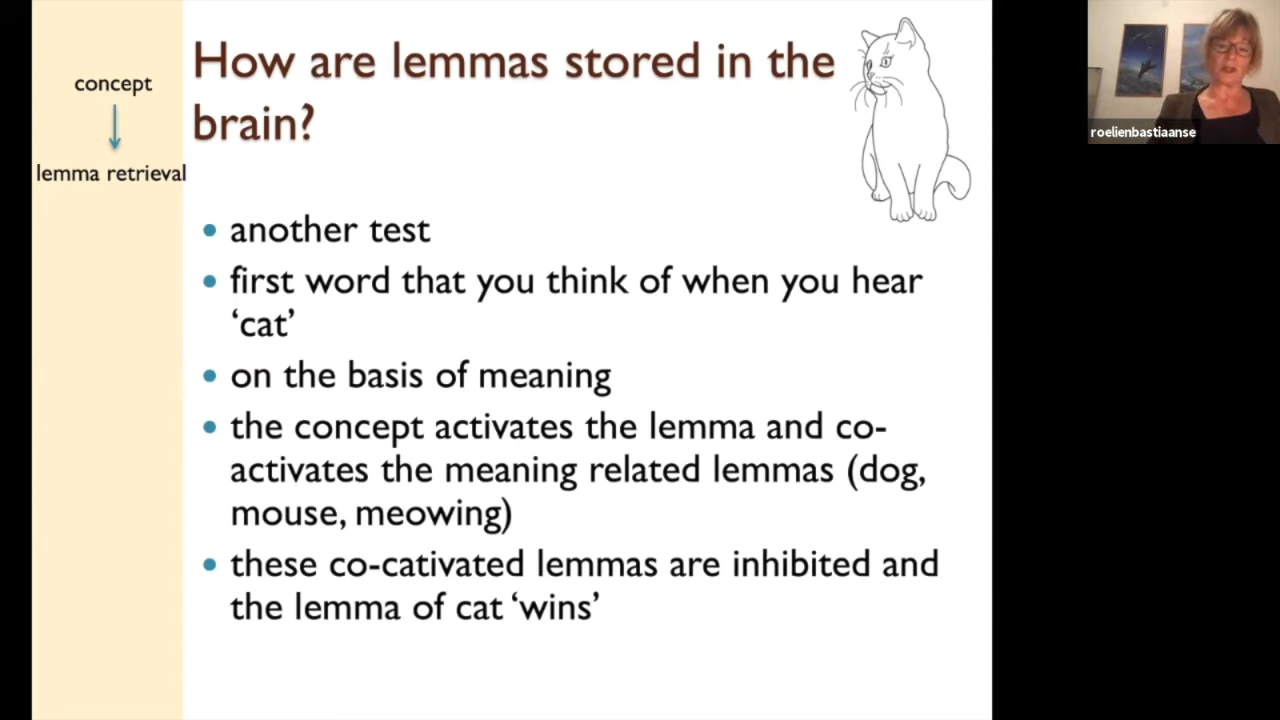 concept
lemma retrieval
How are lemmas stored in the
brain?
• another test
• first word that you think of when you hear
‘cat’
• on the basis of meaning
• the concept activates the lemma and co-
activates the meaning related lemmas (dog,
mouse, meowing)
• these co-cativated lemmas are inhibited and
the lemma of cat ‘wins’
roelienbastiaanse